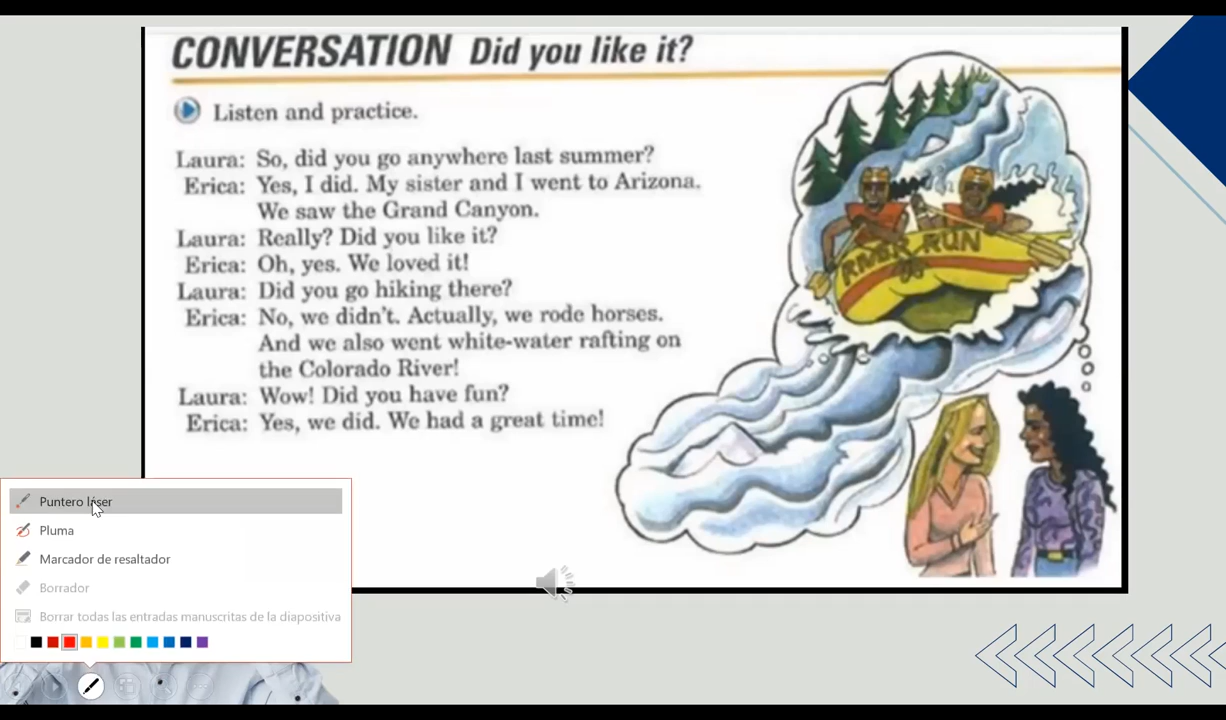 CONVERSATION Did you like it?
Listen and practice.
Laura: So, did you go anywhere last summer?
Erica: Yes, I did. My sister and I went to Arizona.
We saw the Grand Canyon.
Laura: Really? Did you like it?
Erica: Oh, yes. We loved it!
Laura: Did you go hiking there?
Erica: No, we didn't. Actually, we rode horses.
And we also went white-water rafting on
the Colorado River!
Laura: Wow! Did you have fun?
Erica: Yes, we did. We had a great time!
RIVER RUN
Puntero láser
Pluma
Marcador de resaltador
Borrador
Borrar todas las entradas manuscritas de la diapositiva